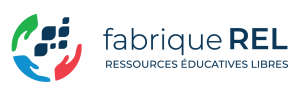 fabrique REL
RESSOURCES ÉDUCATIVES LIBRES